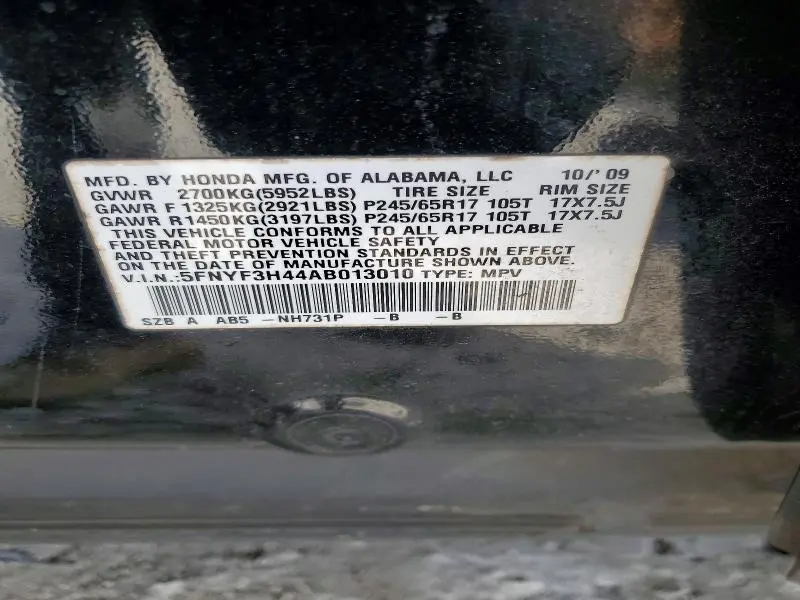 MFD. BY HONDA MFG. OF ALABAMA, LLC 10/'09
GVWR 2700KG(5952LBS) TIRE SIZE RIM SIZE
GAWR F 1325KG(2921LBS) P245/65R17 105T 17X7.5J
GAWR R1450KG(3197LBS) P245/65R17 105T 17X7.5J
THIS VEHICLE CONFORMS TO ALL APPLICABLE
FEDERAL MOTOR VEHICLE SAFETY
AND THEFT PREVENTION STANDARDS IN EFFECT
ON THE DATE OF MANUFACTURE SHOWN ABOVE.
V.I.N.:5FNYF3H44AB013010 TYPE: MPV
SZB A AB5 -NH731P -B -B